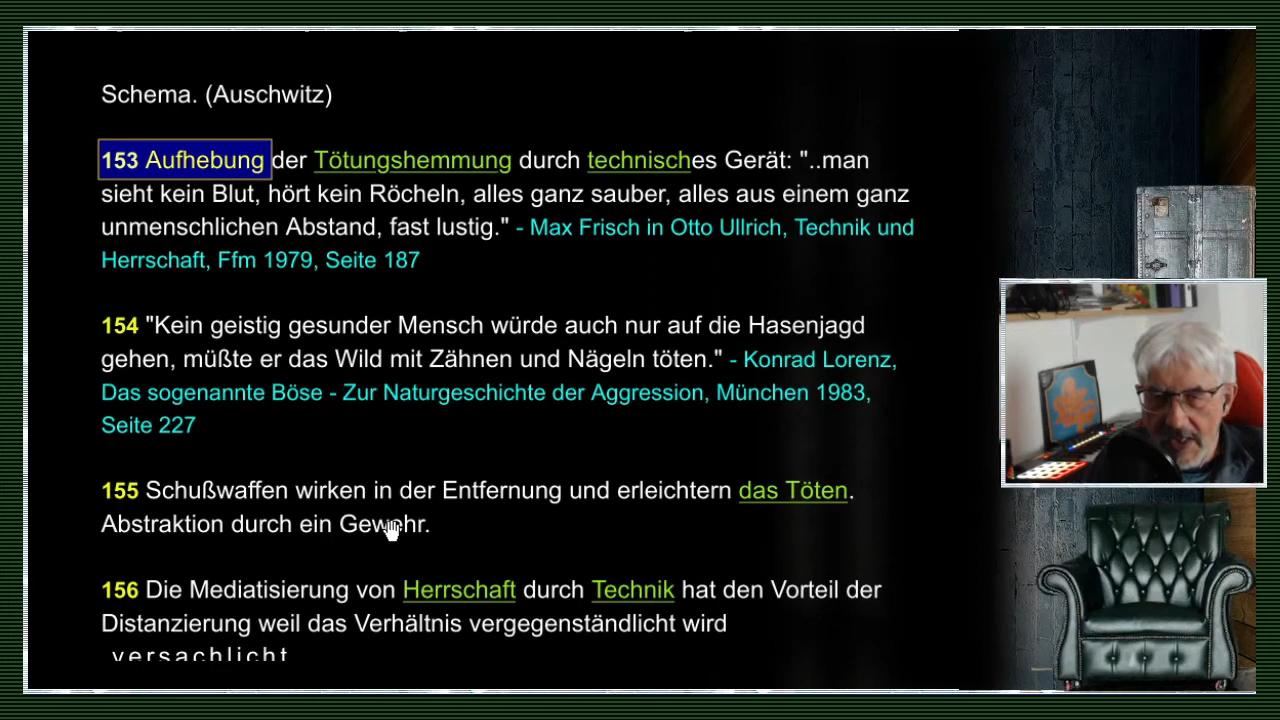 Schema. (Auschwitz)
153 Aufhebung der Tötungshemmung durch technisches Gerät: "..man
sieht kein Blut, hört kein Röcheln, alles ganz sauber, alles aus einem ganz
unmenschlichen Abstand, fast lustig." - Max Frisch in Otto Ullrich, Technik und
Herrschaft, Ffm 1979, Seite 187
154 "Kein geistig gesunder Mensch würde auch nur auf die Hasenjagd
gehen, müßte er das Wild mit Zähnen und Nägeln töten." - Konrad Lorenz,
Das sogenannte Böse - Zur Naturgeschichte der Aggression, München 1983,
Seite 227
155 Schußwaffen wirken in der Entfernung und erleichtern das Töten.
Abstraktion durch ein Gewehr.
156 Die Mediatisierung von Herrschaft durch Technik hat den Vorteil der
Distanzierung weil das Verhältnis vergegenständlicht wird
versachlicht